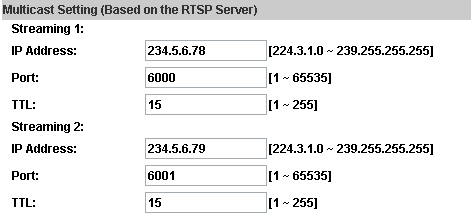 Multicast Setting (Based on the RTSP Server)
Streaming 1:
IP Address: 234.5.6.78 [224.3.1.0 ~ 239.255.255.255]
Port: 6000 [1 ~ 65535]
TTL: 15 [1 ~ 255]
Streaming 2:
IP Address: 234.5.6.79 [224.3.1.0 ~ 239.255.255.255]
Port: 6001 [1 ~ 65535]
TTL: 15 [1 ~ 255]